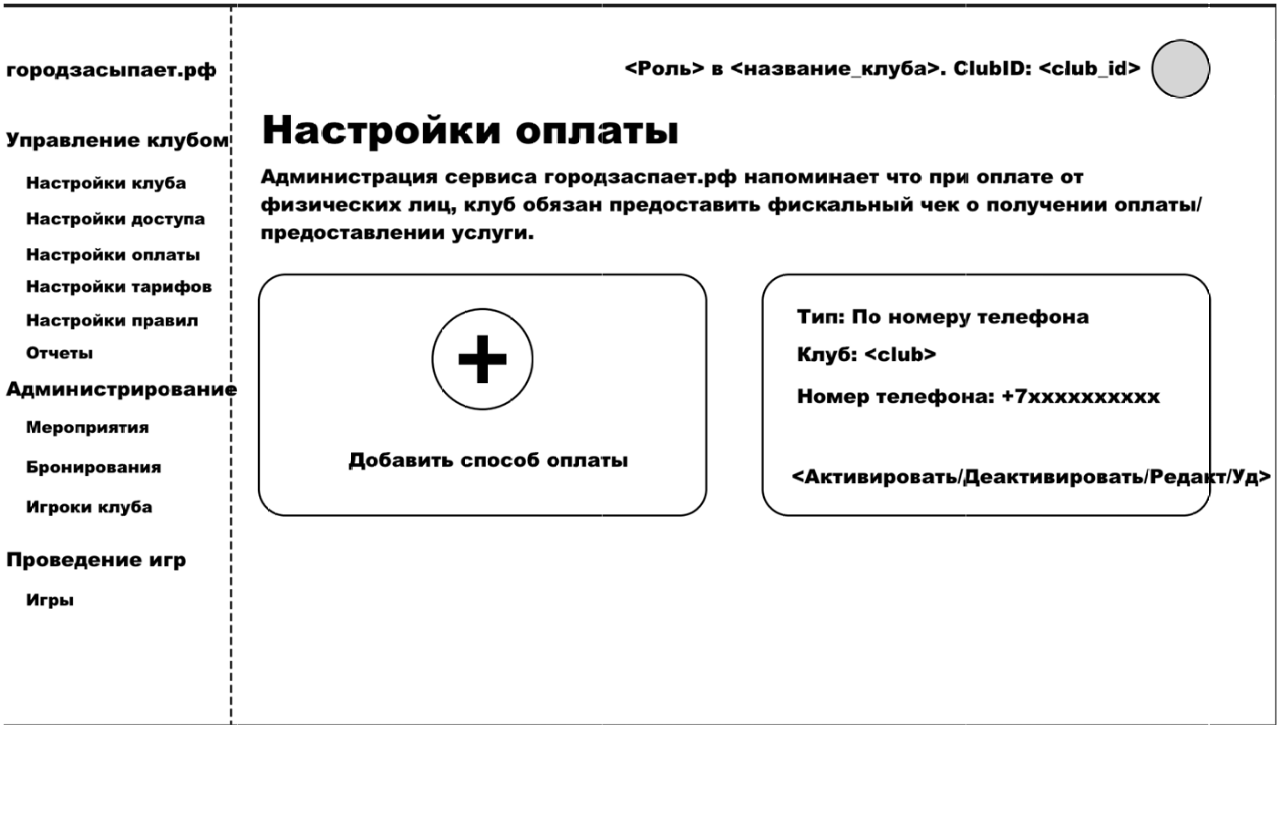 городзасыпает.рф
<Роль> в <название_клуба>. ClubID: <club_id>
Управление клубом
Настройки клуба
Настройки доступа
Настройки оплаты
Настройки тарифов
Настройки правил
Отчеты
Администрирование
Мероприятия
Бронирования
Игроки клуба
Проведение игр
Игры
Настройки оплаты
Администрация сервиса городзаспает.рф напоминает что при оплате от
физических лиц, клуб обязан предоставить фискальный чек о получении оплаты/
предоставлении услуги.
Добавить способ оплаты
Тип: По номеру телефона
Клуб: <club>
Номер телефона: +7xxxxxxxxxx
<Активировать/Деактивировать/Редакт/Уд>